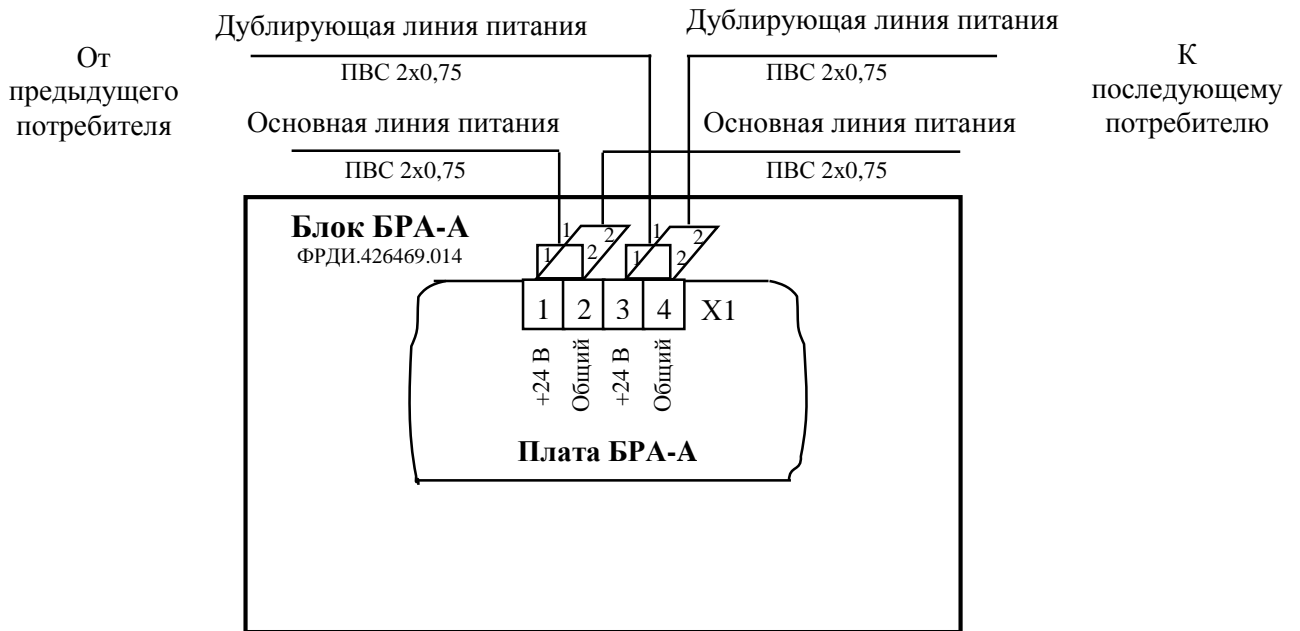 Дублирующая линия питания
Дублирующая линия питания
От
предыдущего
потребителя
ПВС 2х0,75
ПВС 2х0,75
К
последующему
потребителю
Основная линия питания
Основная линия питания
ПВС 2х0,75
ПВС 2х0,75
Блок БРА-А
ФРДИ.426469.014
1 2 1 2
1 2 1 2
1 2 3 4 X1
+24 В
Общий
+24 В
Общий
Плата БРА-А